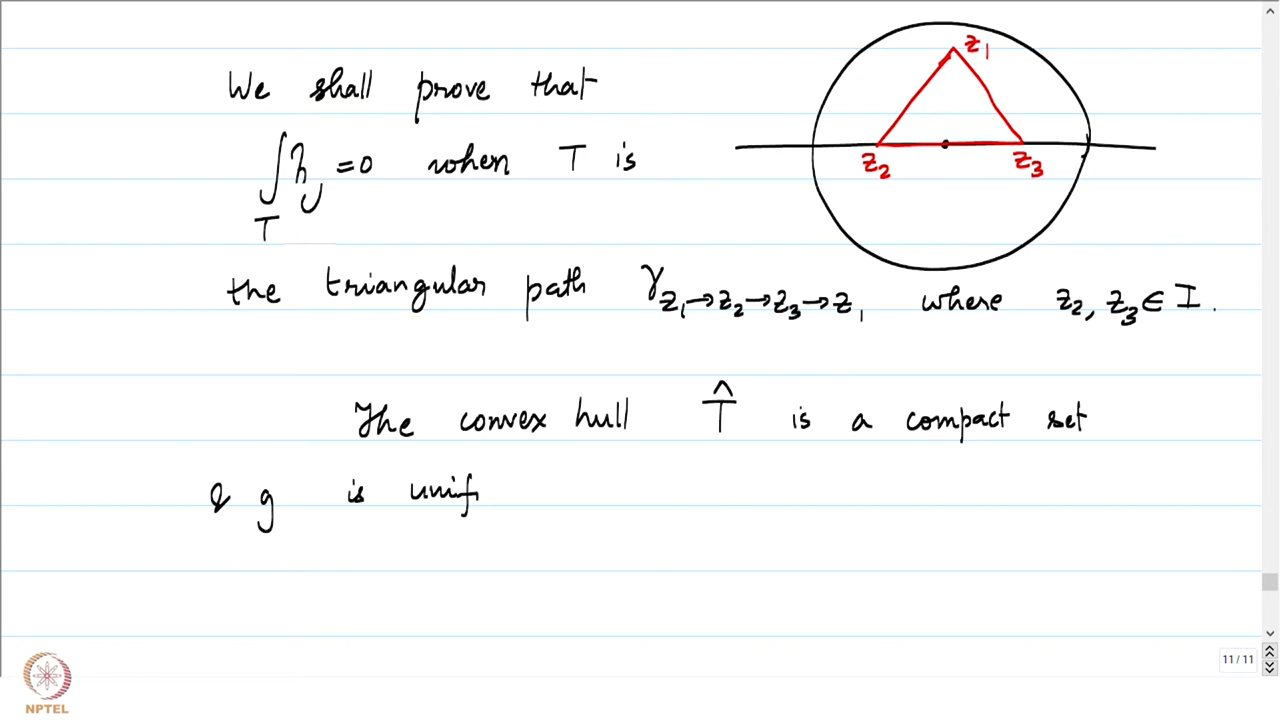 z₁
We shall prove that
z₂ z₃
∫_T g = 0 when T is
the triangular path γ_{z₁→z₂→z₃→z₁} where z₂, z₃ ∈ I.
The convex hull T̂ is a compact set
& g is unif
11 / 11
NPTEL